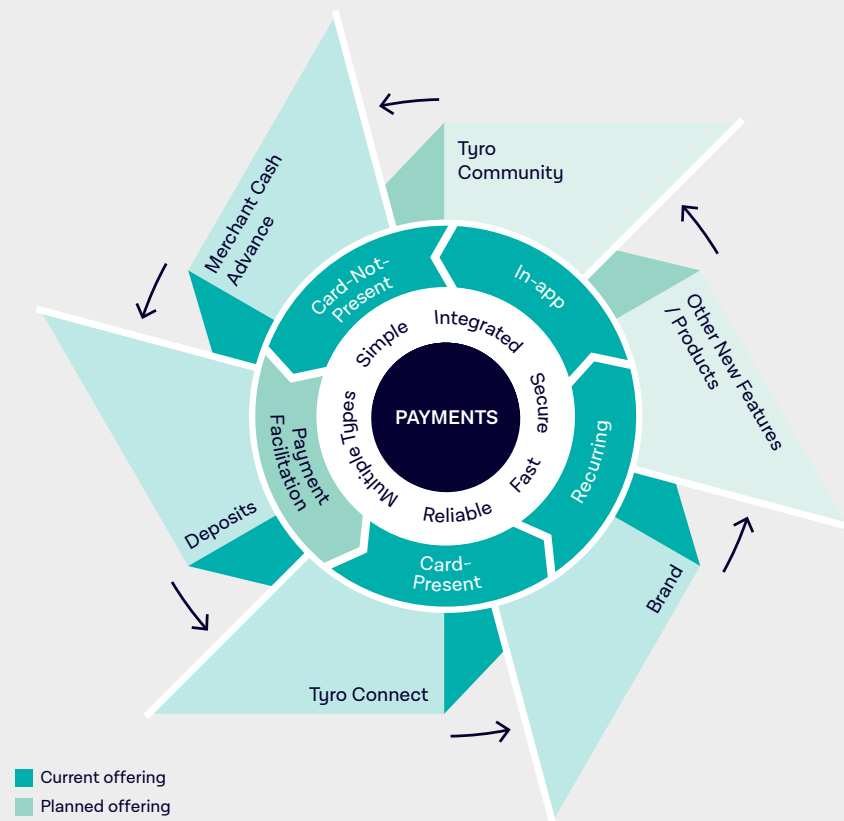 Tyro
Community
Merchant Cash
Advance
Other New Features
/ Products
Card-Not-
Present
In-app
Simple
Integrated
Secure
Multiple Types
PAYMENTS
Fast
Reliable
Recurring
Payment
Facilitation
Card-
Present
Deposits
Brand
Tyro Connect
Current offering
Planned offering